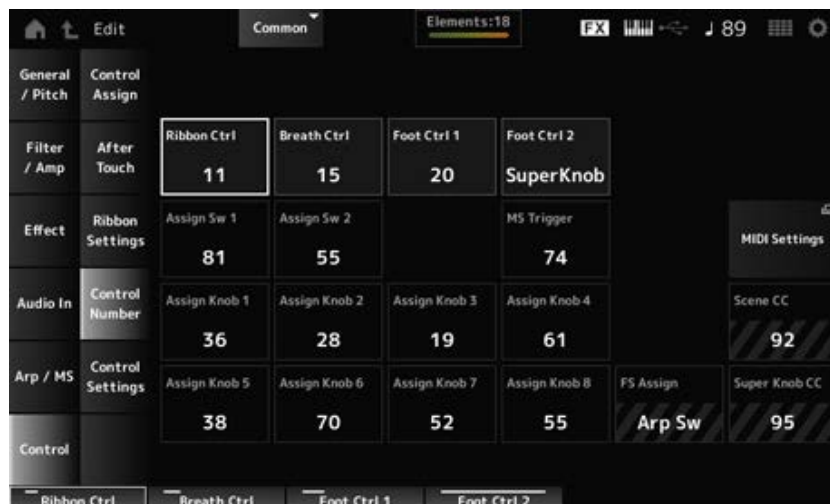 Edit
Common
Elements:18
FX
♩ 89
General / Pitch
Control Assign
Filter / Amp
After Touch
Effect
Ribbon Settings
Audio In
Control Number
Arp / MS
Control Settings
Control
Ribbon Ctrl
11
Breath Ctrl
15
Foot Ctrl 1
20
Foot Ctrl 2
SuperKnob
Assign Sw 1
81
Assign Sw 2
55
MS Trigger
74
MIDI Settings
Assign Knob 1
36
Assign Knob 2
28
Assign Knob 3
19
Assign Knob 4
61
Scene CC
92
Assign Knob 5
38
Assign Knob 6
70
Assign Knob 7
52
Assign Knob 8
55
FS Assign
Arp Sw
Super Knob CC
95
Ribbon Ctrl
Breath Ctrl
Foot Ctrl 1
Foot Ctrl 2